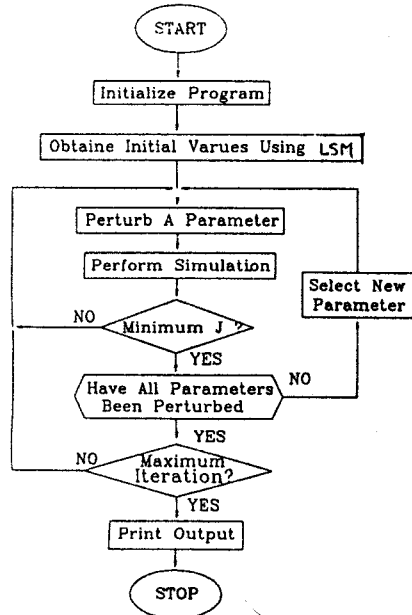 START
Initialize Program
Obtaine Initial Varues Using LSM
Perturb A Parameter
Perform Simulation
Select New
Parameter
NO
Minimum J ?
YES
Have All Parameters
Been Perturbed
NO
YES
NO
Maximum
Iteration?
YES
Print Output
STOP